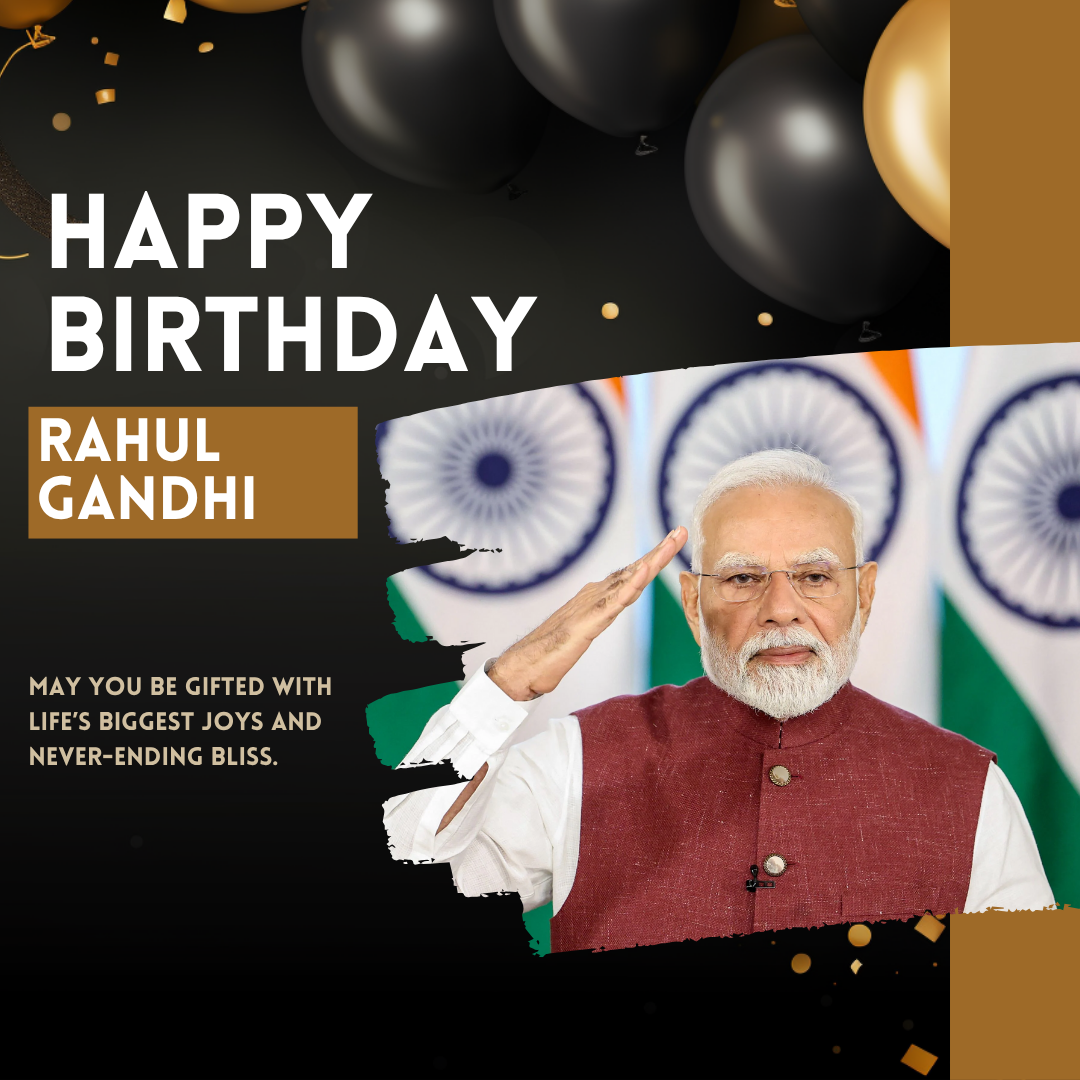 HAPPY
BIRTHDAY
RAHUL
GANDHI
MAY YOU BE GIFTED WITH
LIFE'S BIGGEST JOYS AND
NEVER-ENDING BLISS.